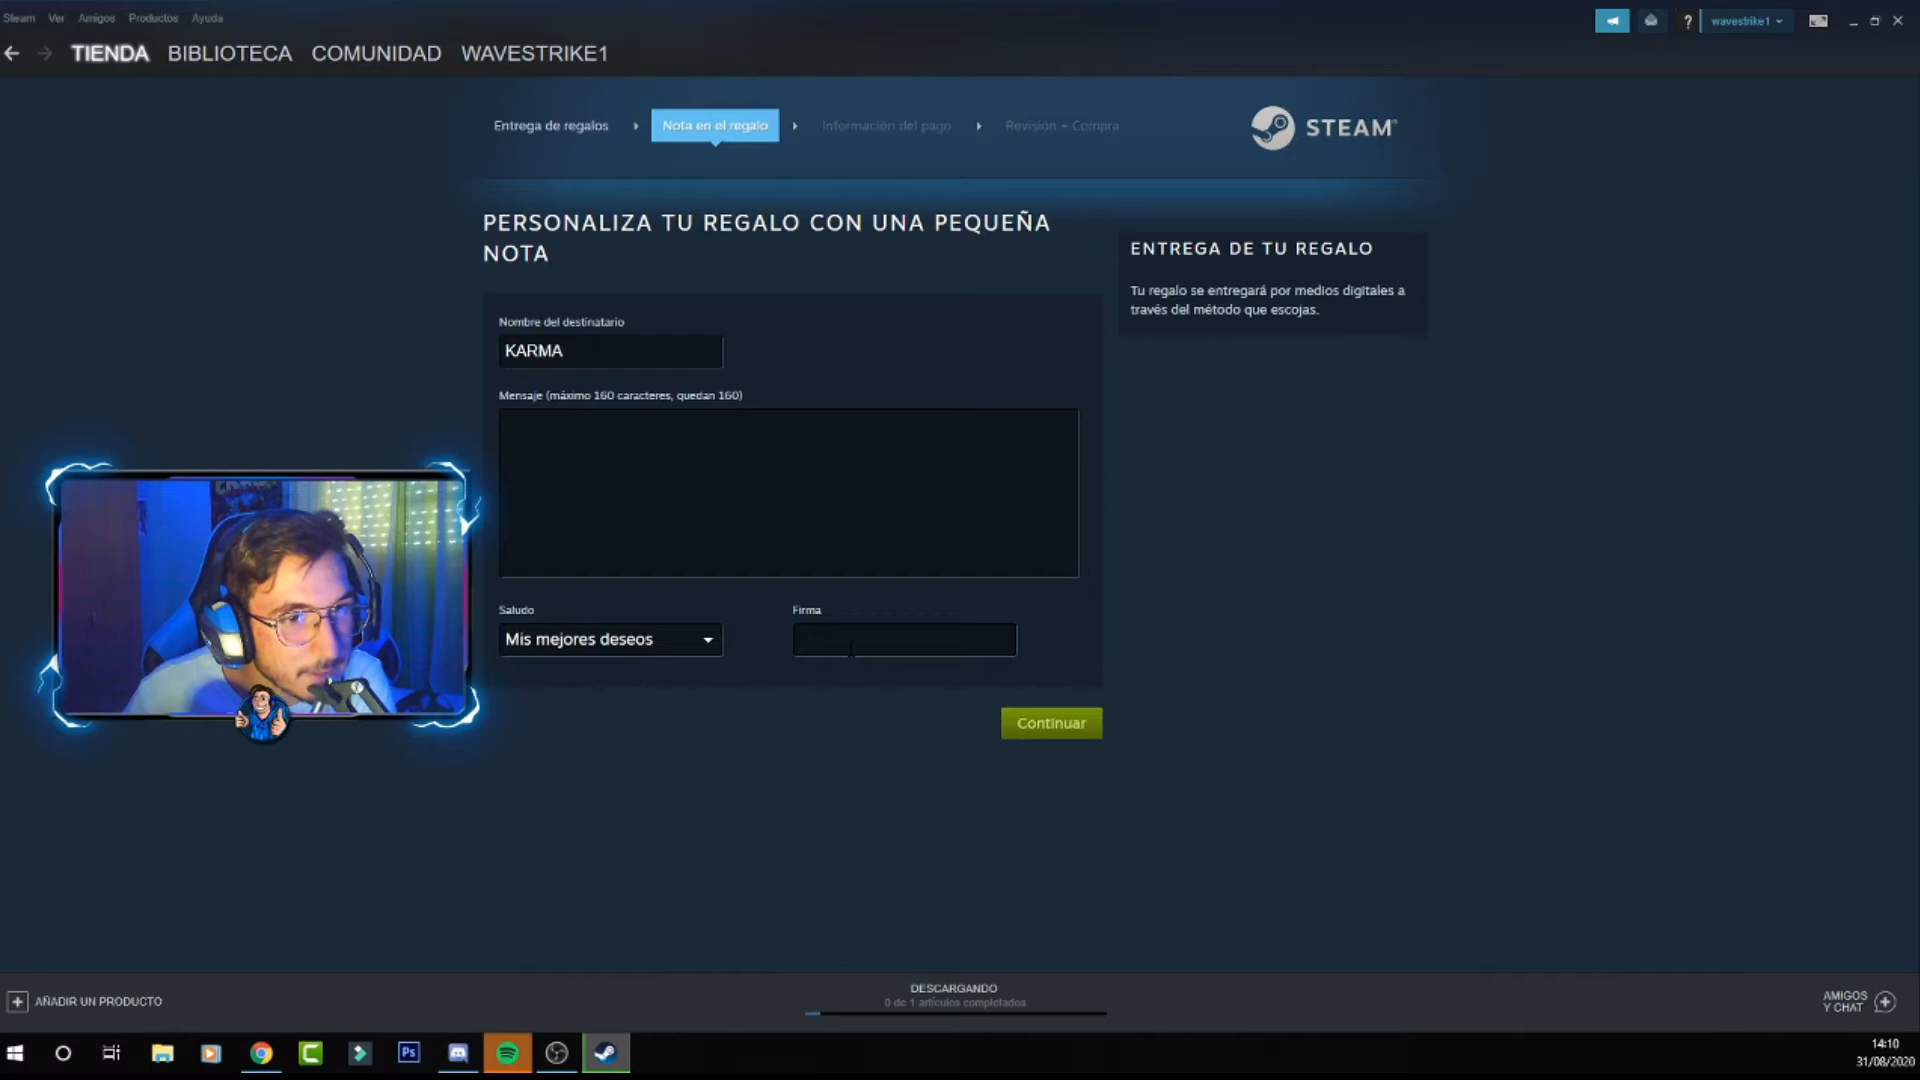 Steam Ver Amigos Productos Ayuda
wavestrike1
TIENDA BIBLIOTECA COMUNIDAD WAVESTRIKE1
Entrega de regalos
Nota en el regalo
Información del pago
Revisión - Compra
STEAM
PERSONALIZA TU REGALO CON UNA PEQUEÑA
NOTA
ENTREGA DE TU REGALO
Tu regalo se entregará por medios digitales a
través del método que escojas.
Nombre del destinatario
KARMA
Mensaje (máximo 160 caracteres, quedan 160)
Saludo
Firma
Mis mejores deseos
Continuar
AÑADIR UN PRODUCTO
DESCARGANDO
0 de 1 artículos completados
AMIGOS
Y CHAT
Ps
14:10
31/08/2020